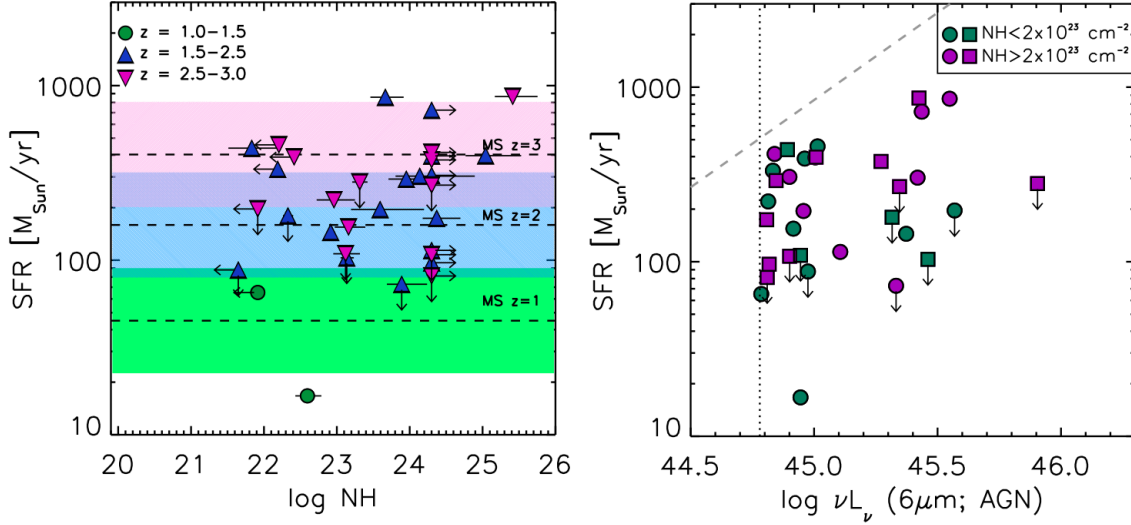 z = 1.0−1.5
z = 1.5−2.5
z = 2.5−3.0
MS z=3
MS z=2
MS z=1
1000
100
10
SFR [M_Sun/yr]
20 21 22 23 24 25 26
log NH
NH<2x10²³ cm⁻²
NH>2x10²³ cm⁻²
1000
100
10
SFR [M_Sun/yr]
44.5 45.0 45.5 46.0
log νL_ν (6μm; AGN)